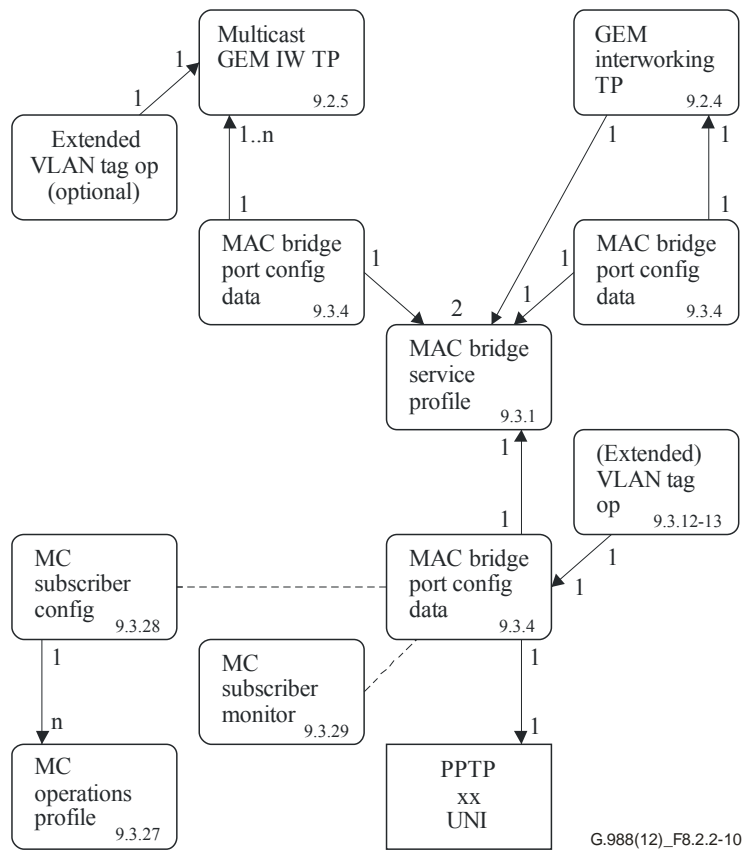 Multicast
GEM IW TP
9.2.5
GEM
interworking
TP
9.2.4
1
1
Extended
VLAN tag op
(optional)
1..n
1
1
1
1
MAC bridge
port config
data
9.3.4
1
MAC bridge
port config
data
9.3.4
1
1
2
MAC bridge
service
profile
9.3.1
1
(Extended)
VLAN tag
op
9.3.12-13
1
1
1
MC
subscriber
config
9.3.28
MAC bridge
port config
data
9.3.4
MC
subscriber
monitor
9.3.29
1
n
1
1
MC
operations
profile
9.3.27
PPTP
xx
UNI
G.988(12)_F8.2.2-10